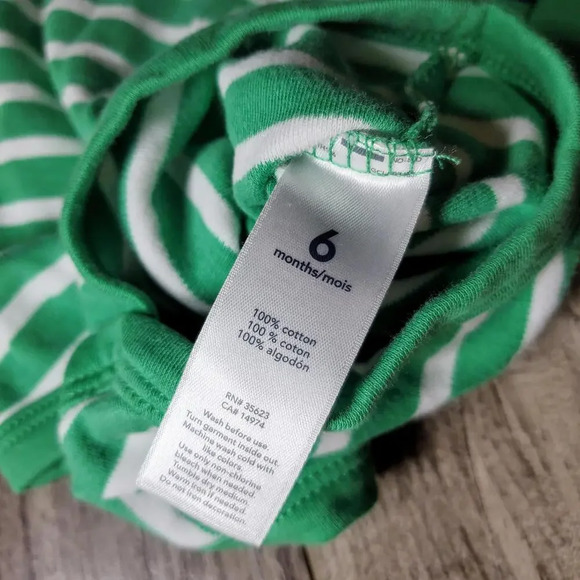 6
months/mois
100% cotton
100 % coton
100% algodón
RN# 35623
CA# 14974
Wash before use.
Turn garment inside out.
Machine wash cold with
like colors.
Use only non-chlorine
bleach when needed.
Tumble dry medium.
Warm iron if needed.
Do not iron decoration.